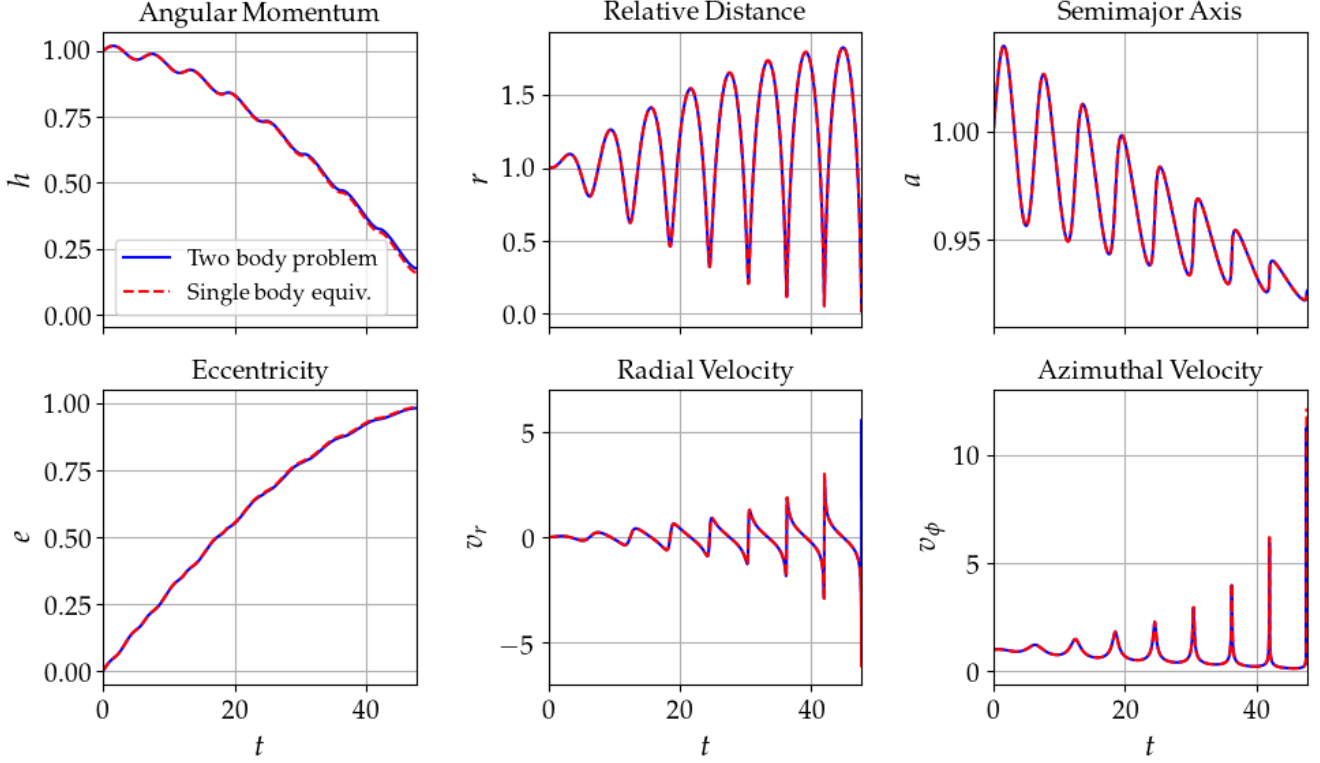 Angular Momentum
1.00
0.75
0.50
0.25
0.00
h
Two body problem
Single body equiv.
Relative Distance
1.5
1.0
0.5
0.0
r
Semimajor Axis
1.00
0.95
a
Eccentricity
1.00
0.75
0.50
0.25
0.00
e
0 20 40
t
Radial Velocity
5
0
−5
v_r
0 20 40
t
Azimuthal Velocity
10
5
0
v_ϕ
0 20 40
t